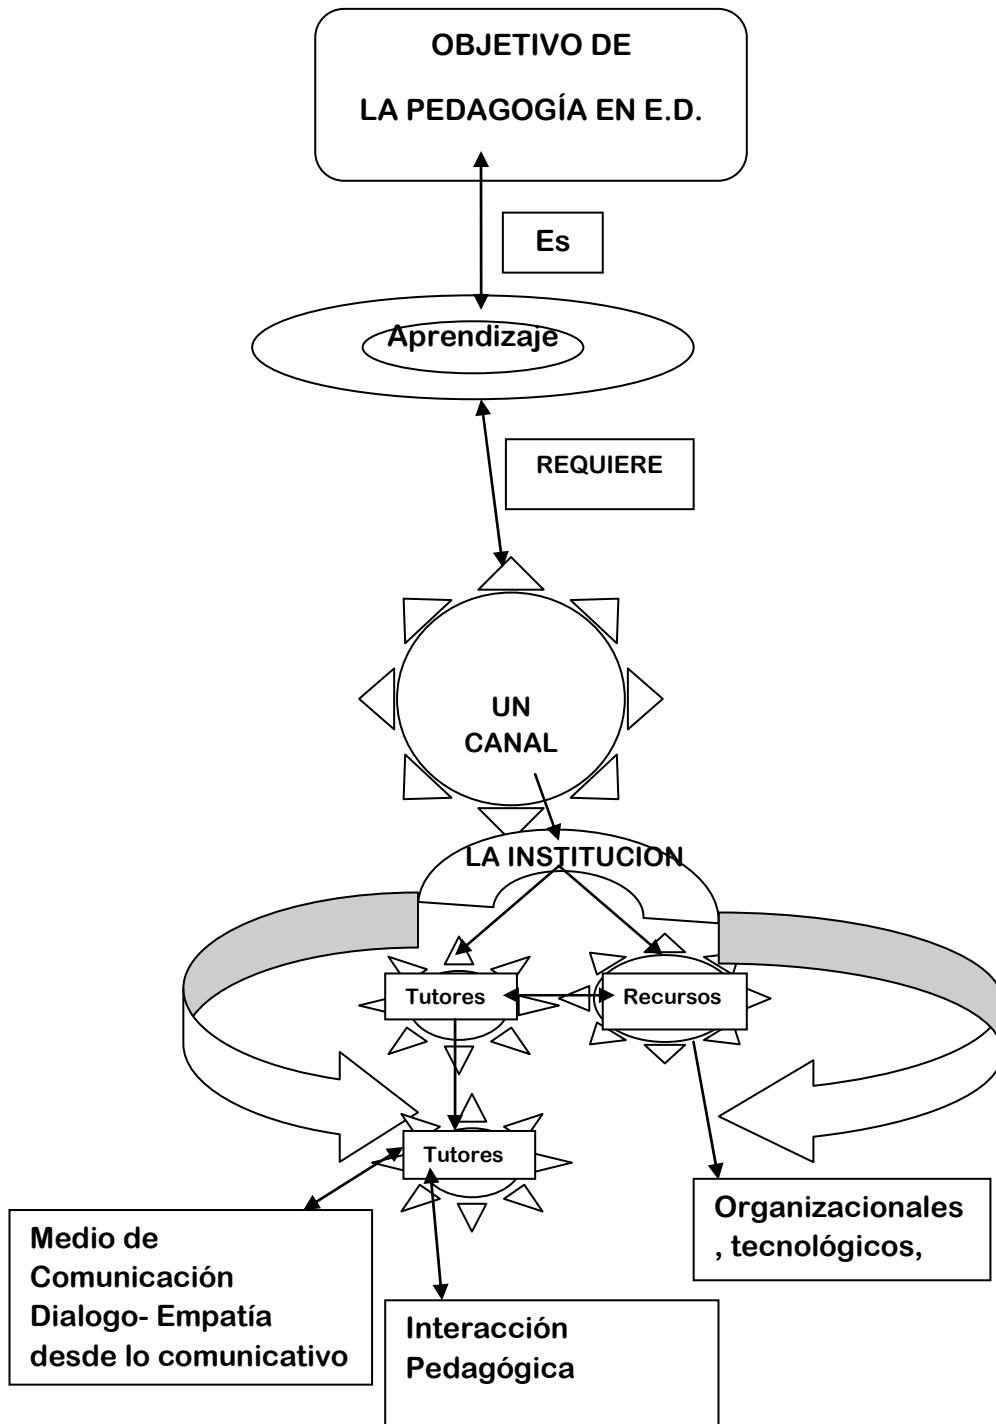 OBJETIVO DE
LA PEDAGOGÍA EN E.D.
Es
Aprendizaje
REQUIERE
UN
CANAL
LA INSTITUCION
Tutores
Recursos
Tutores
Organizacionales
, tecnológicos,
Medio de
Comunicación
Dialogo- Empatía
desde lo comunicativo
Interacción
Pedagógica